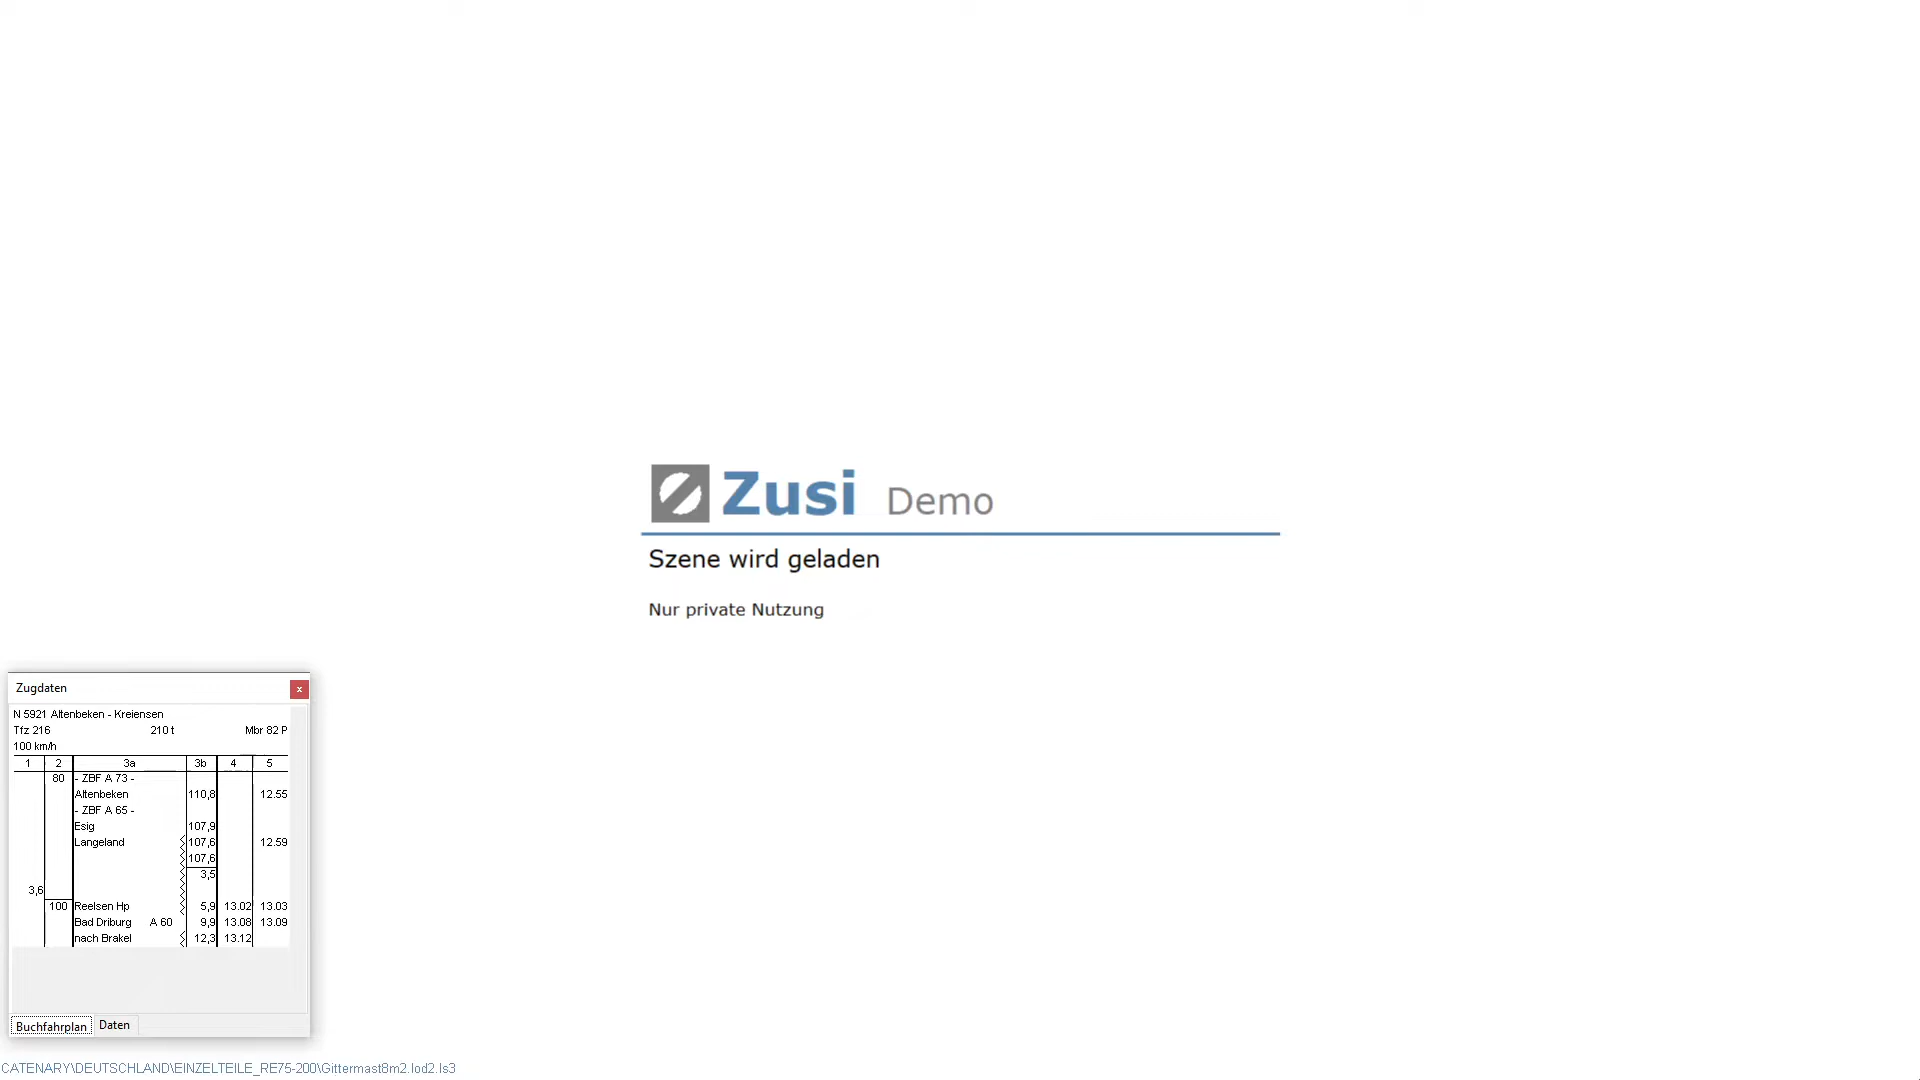 Zusi Demo
Szene wird geladen
Nur private Nutzung
Zugdaten
x
N 5921 Altenbeken - Kreiensen
Tfz 216 210 t Mbr 82 P
100 km/h
1 2 3a 3b 4 5
80 - ZBF A 73 -
Altenbeken 110,8 12.55
- ZBF A 65 -
Esig 107,9
Langeland 107,6 12.59
107,6
3,5
3,6
100 Reelsen Hp 5,9 13.02 13.03
Bad Driburg A 60 9,9 13.08 13.09
nach Brakel 12,3 13.12
Buchfahrplan Daten
CATENARY\DEUTSCHLAND\EINZELTEILE_RE75-200\Gittermast8m2.lod2.ls3